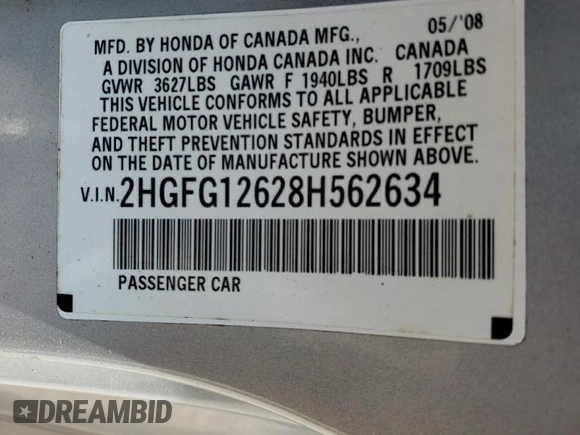 MFD. BY HONDA OF CANADA MFG., 05/'08
A DIVISION OF HONDA CANADA INC. CANADA
GVWR 3627LBS GAWR F 1940LBS R 1709LBS
THIS VEHICLE CONFORMS TO ALL APPLICABLE
FEDERAL MOTOR VEHICLE SAFETY, BUMPER,
AND THEFT PREVENTION STANDARDS IN EFFECT
ON THE DATE OF MANUFACTURE SHOWN ABOVE.
V.I.N. 2HGFG12628H562634
PASSENGER CAR
DREAMBID